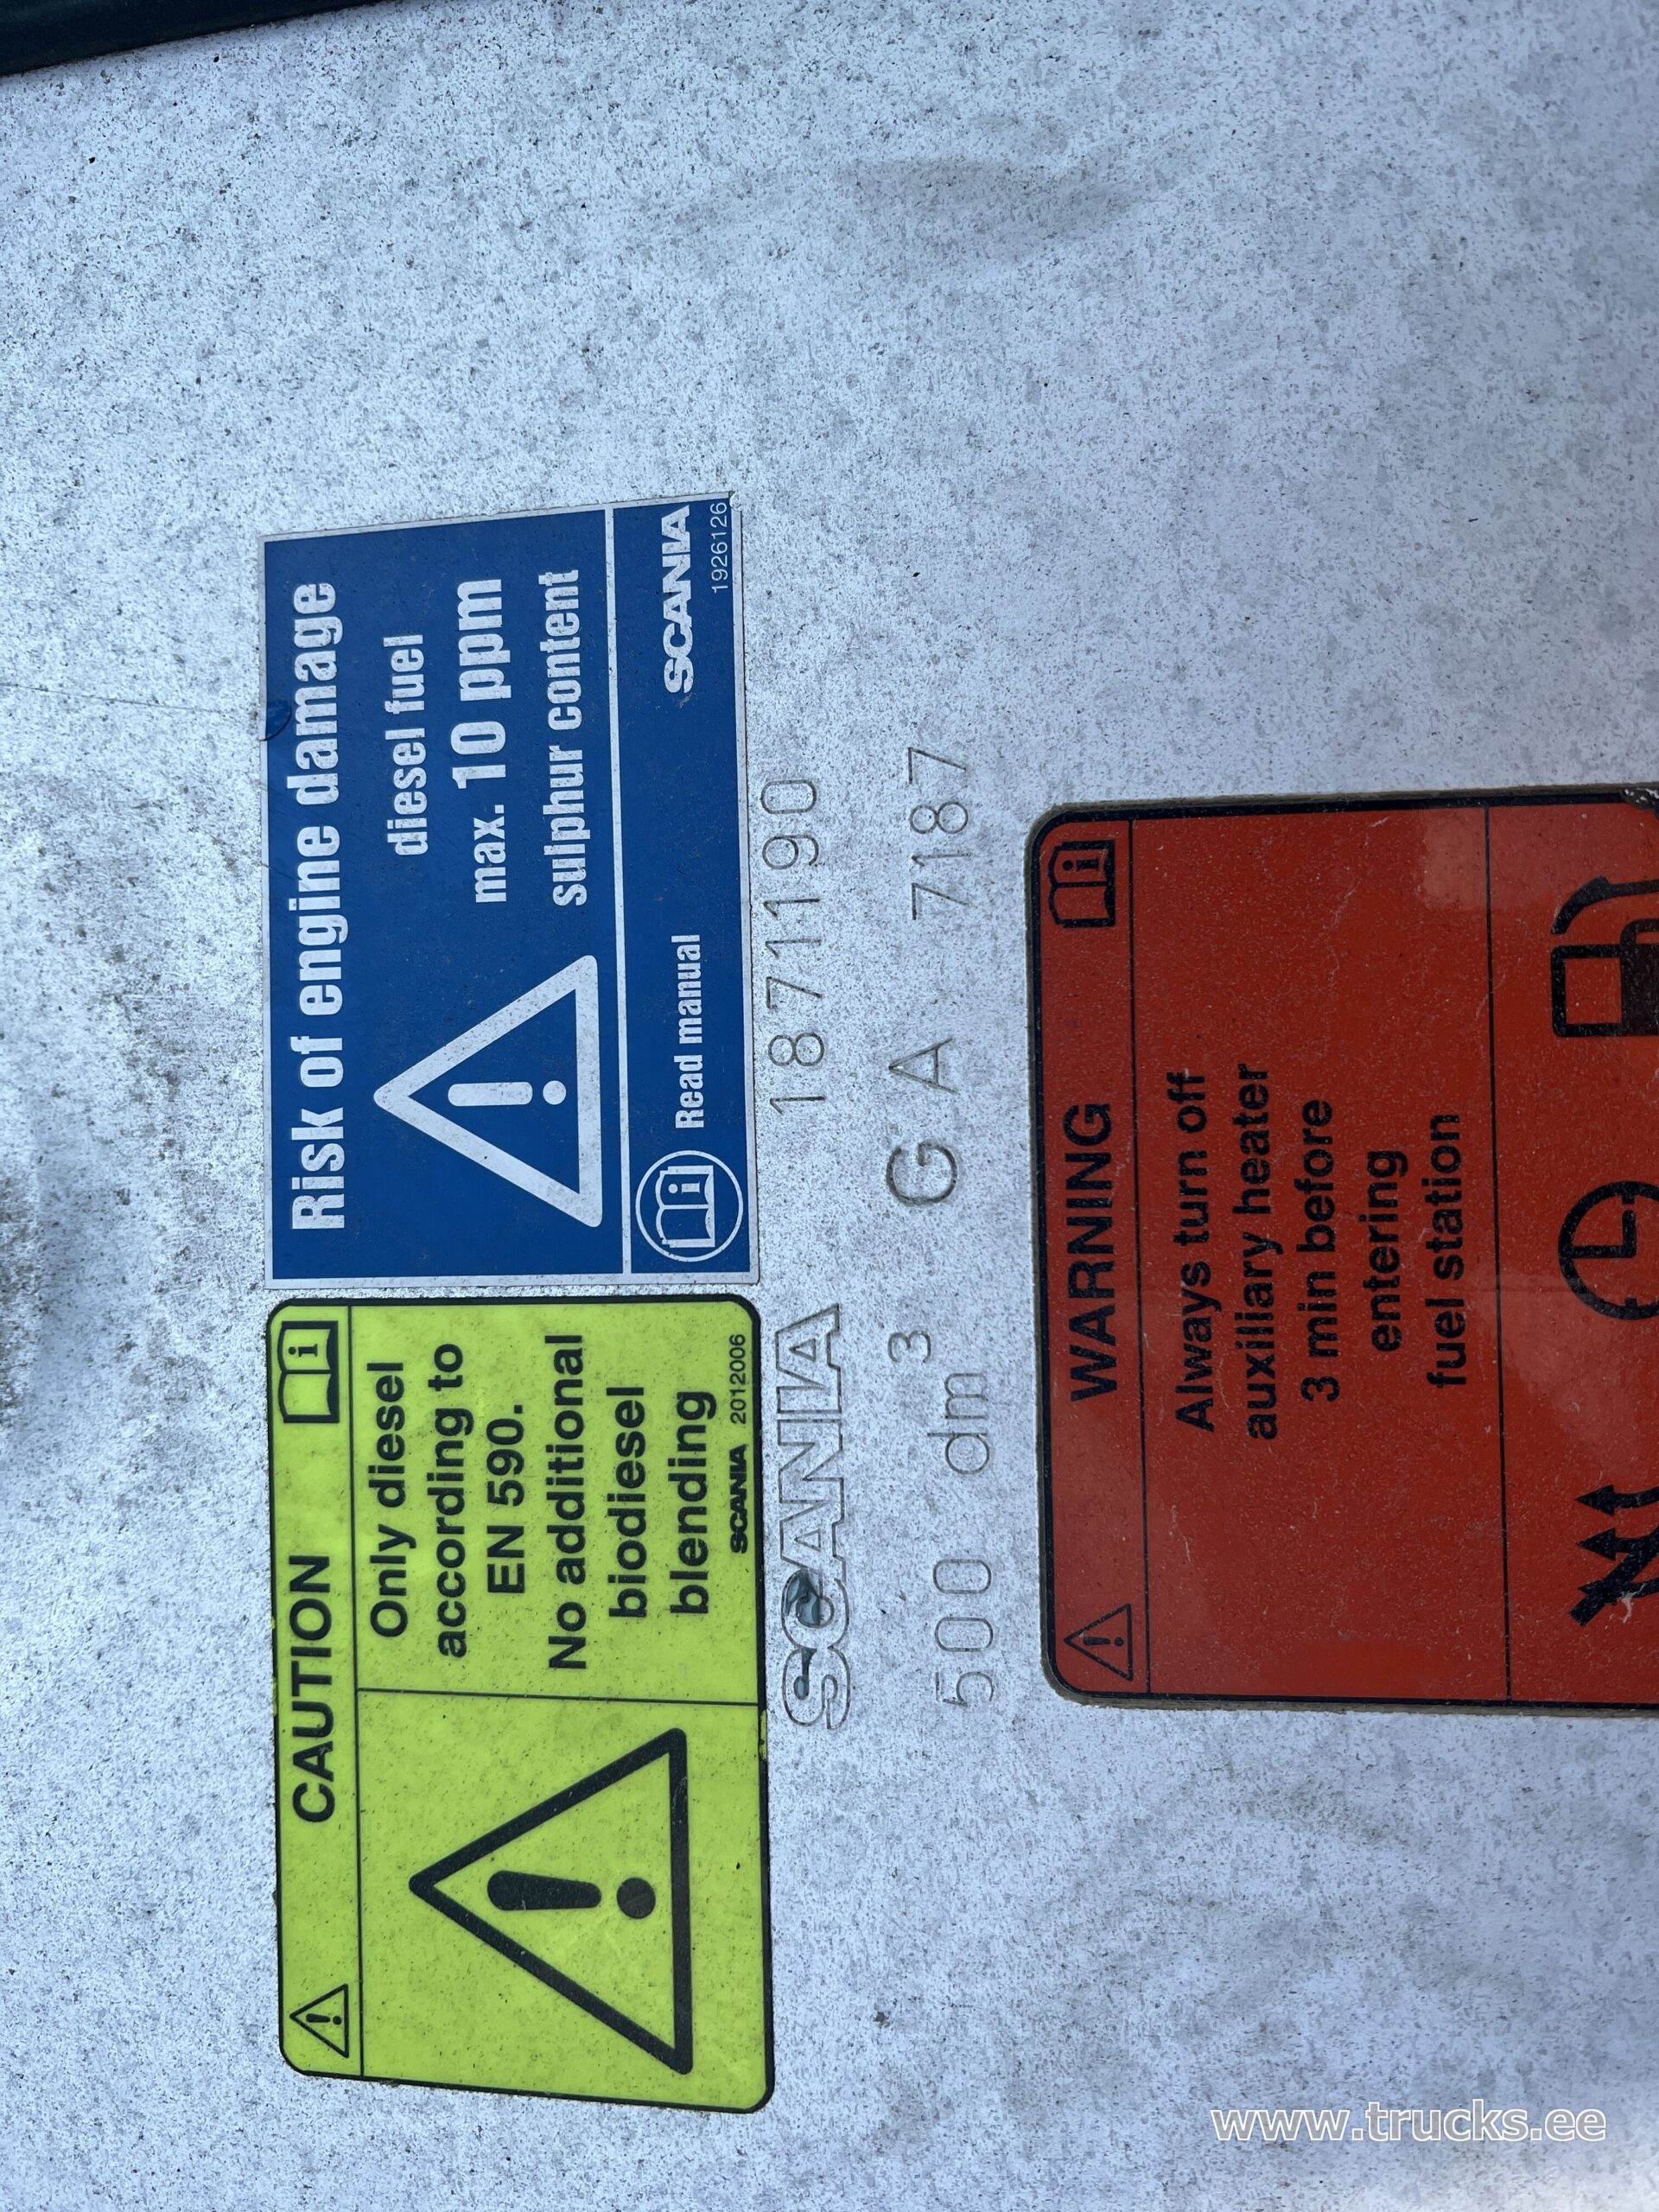 CAUTION
Only diesel
according to
EN 590.
No additional
biodiesel
blending
SCANIA 2012006
Risk of engine damage
diesel fuel
max. 10 ppm
sulphur content
Read manual
SCANIA
1926126
SCANIA 1871190
500 dm³ GA 7187
WARNING
Always turn off
auxiliary heater
3 min before
entering
fuel station
www.trucks.ee